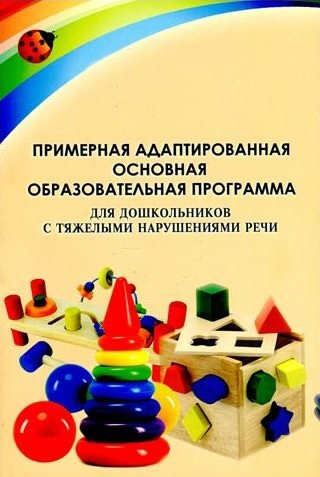 ПРИМЕРНАЯ АДАПТИРОВАННАЯ
ОСНОВНАЯ
ОБРАЗОВАТЕЛЬНАЯ ПРОГРАММА
ДЛЯ ДОШКОЛЬНИКОВ
С ТЯЖЕЛЫМИ НАРУШЕНИЯМИ РЕЧИ